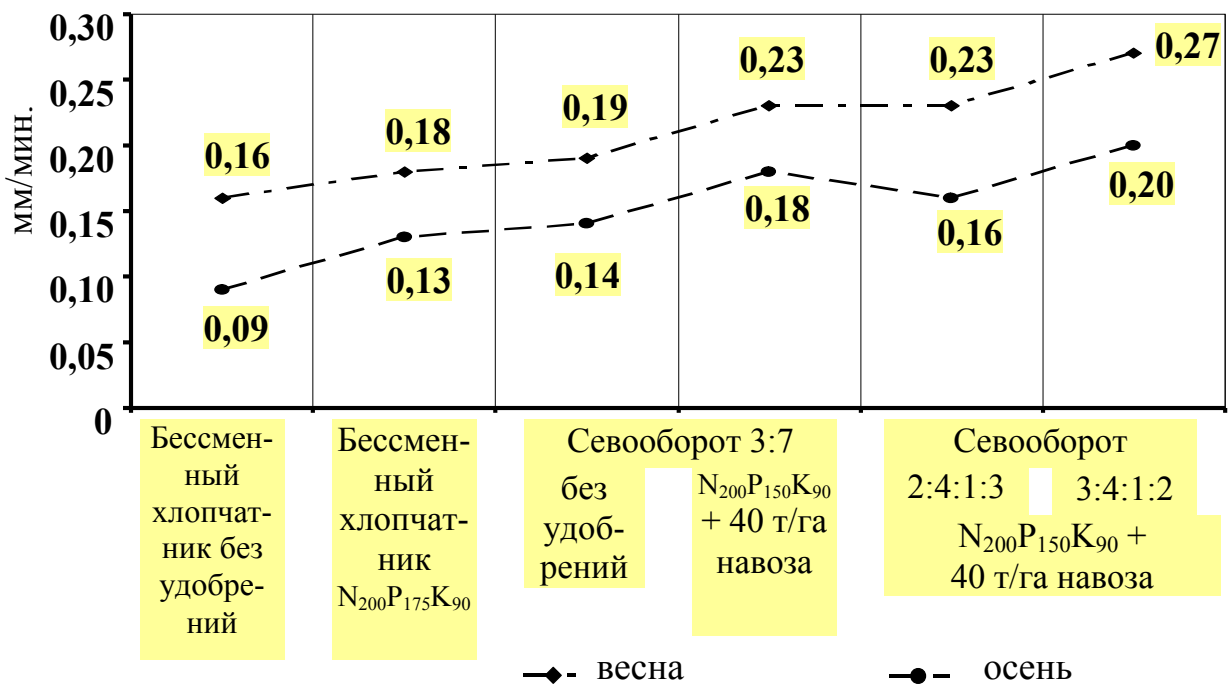 мм/мин.
0,30
0,25
0,20
0,15
0,10
0,05
0
0,16
0,18
0,19
0,23
0,23
0,27
0,09
0,13
0,14
0,18
0,16
0,20
Бессмен-
ный
хлопчат-
ник без
удобре-
ний
Бессмен-
ный
хлопчат-
ник
N₂₀₀P₁₇₅K₉₀
Севооборот 3:7
без
удоб-
рений
N₂₀₀P₁₅₀K₉₀
+ 40 т/га
навоза
Севооборот
2:4:1:3 3:4:1:2
N₂₀₀P₁₅₀K₉₀ +
40 т/га навоза
весна осень